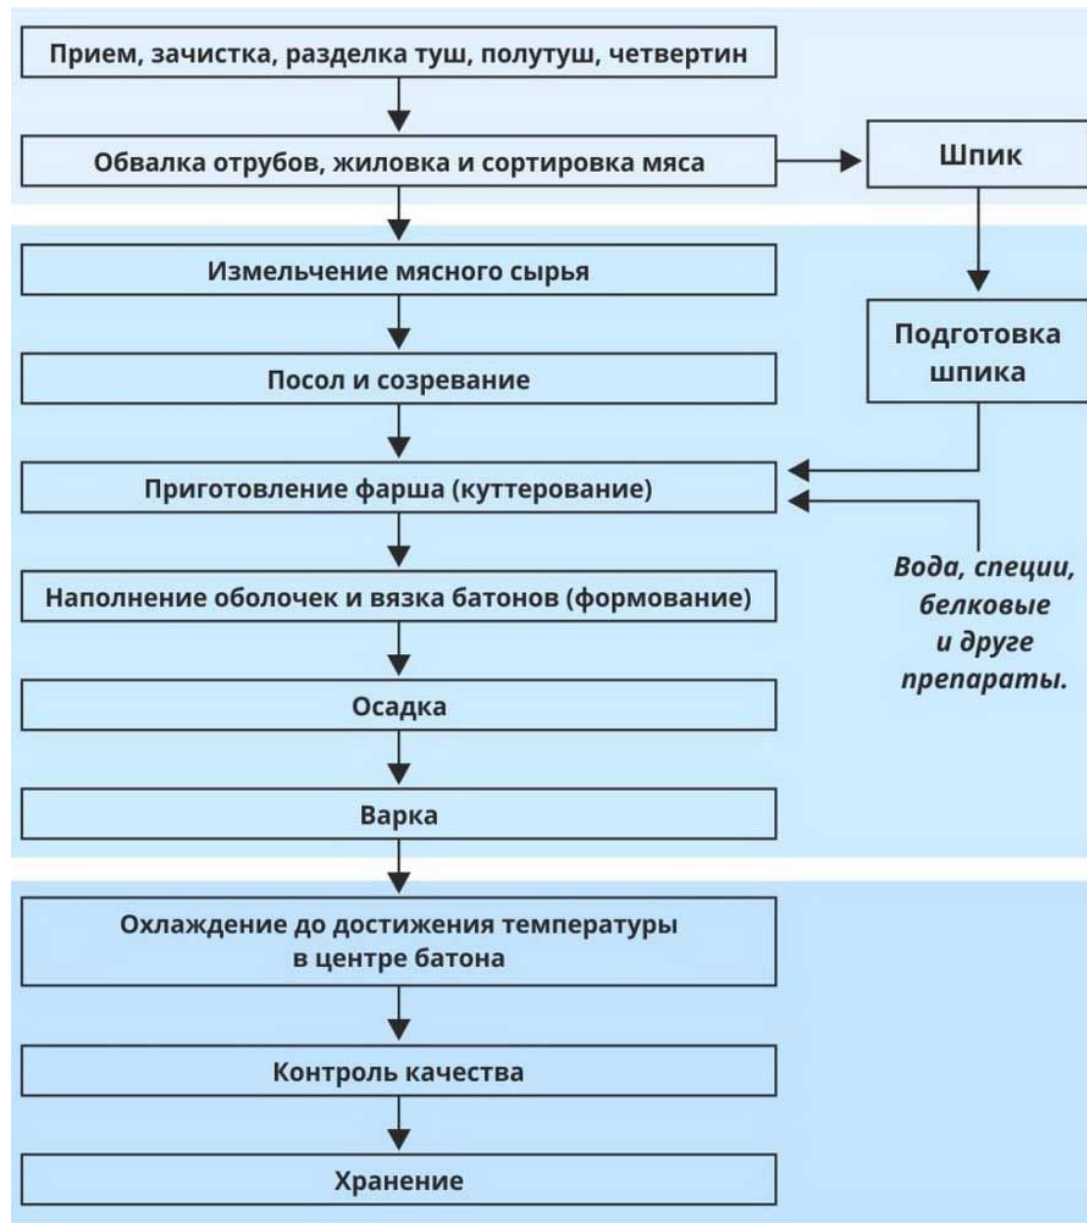 Прием, зачистка, разделка туш, полутуш, четвертин
Обвалка отрубов, жиловка и сортировка мяса
Шпик
Измельчение мясного сырья
Подготовка
шпика
Посол и созревание
Приготовление фарша (куттерование)
Вода, специи,
белковые
и друге
препараты.
Наполнение оболочек и вязка батонов (формование)
Осадка
Варка
Охлаждение до достижения температуры
в центре батона
Контроль качества
Хранение